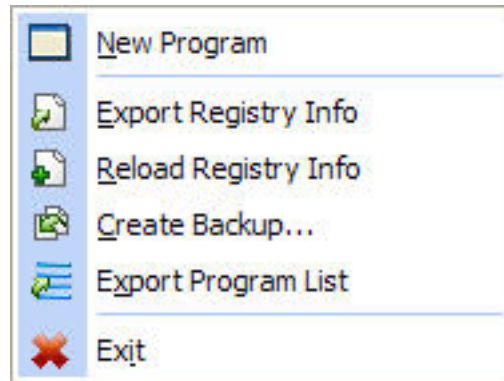 New Program
Export Registry Info
Reload Registry Info
Create Backup...
Export Program List
Exit